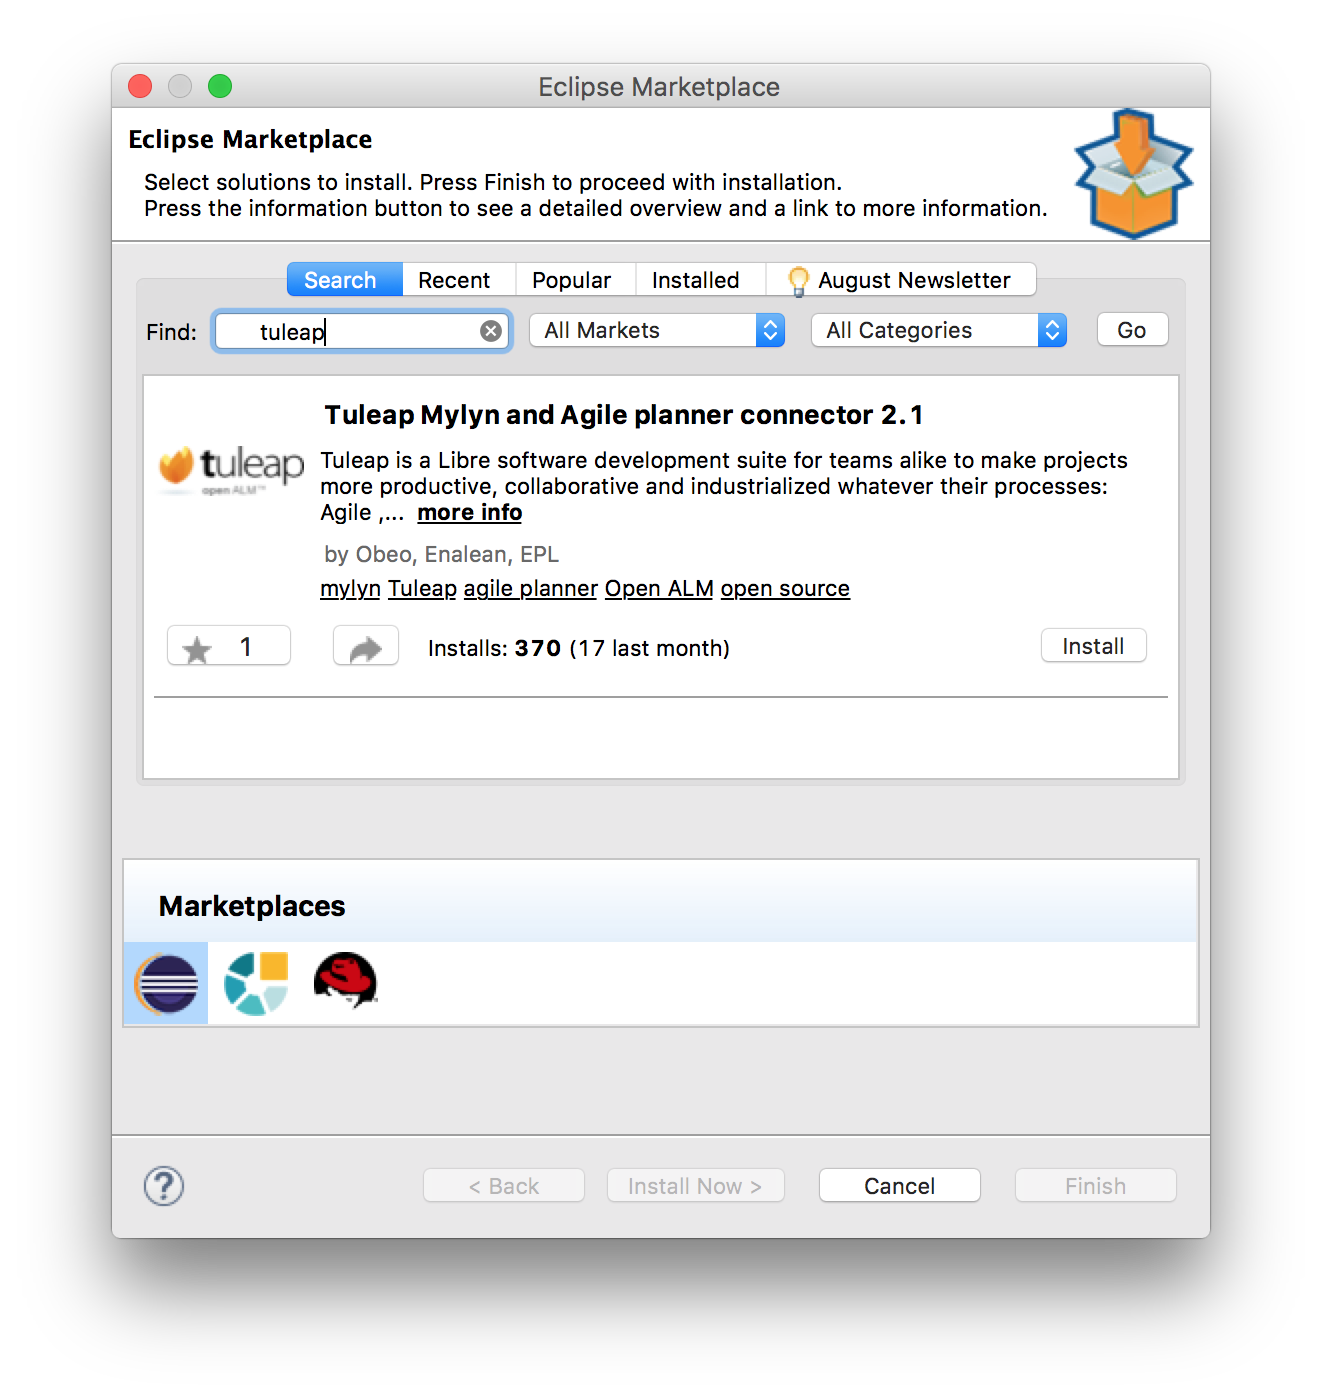 Eclipse Marketplace
Eclipse Marketplace
Select solutions to install. Press Finish to proceed with installation.
Press the information button to see a detailed overview and a link to more information.
Search Recent Popular Installed August Newsletter
Find: tuleap All Markets All Categories Go
Tuleap Mylyn and Agile planner connector 2.1
tuleap
open ALM™
Tuleap is a Libre software development suite for teams alike to make projects
more productive, collaborative and industrialized whatever their processes:
Agile ,... more info
by Obeo, Enalean, EPL
mylyn Tuleap agile planner Open ALM open source
1 Installs: 370 (17 last month) Install
Marketplaces
? < Back Install Now > Cancel Finish